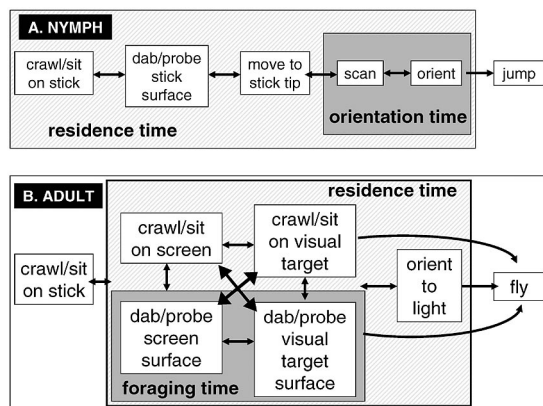 A. NYMPH
crawl/sit
on stick
dab/probe
stick
surface
move to
stick tip
scan
orient
jump
residence time
orientation time
B. ADULT
residence time
crawl/sit
on stick
crawl/sit
on screen
crawl/sit
on visual
target
orient
to
light
fly
dab/probe
screen
surface
dab/probe
visual
target
surface
foraging time